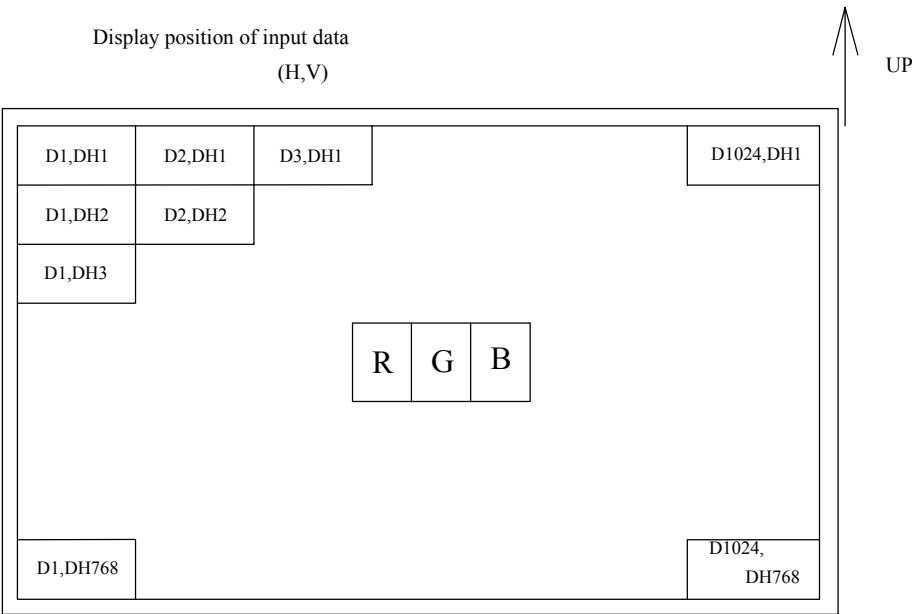 Display position of input data
(H,V)
UP
D1,DH1 D2,DH1 D3,DH1 D1024,DH1
D1,DH2 D2,DH2
D1,DH3
R G B
D1,DH768
D1024,
DH768